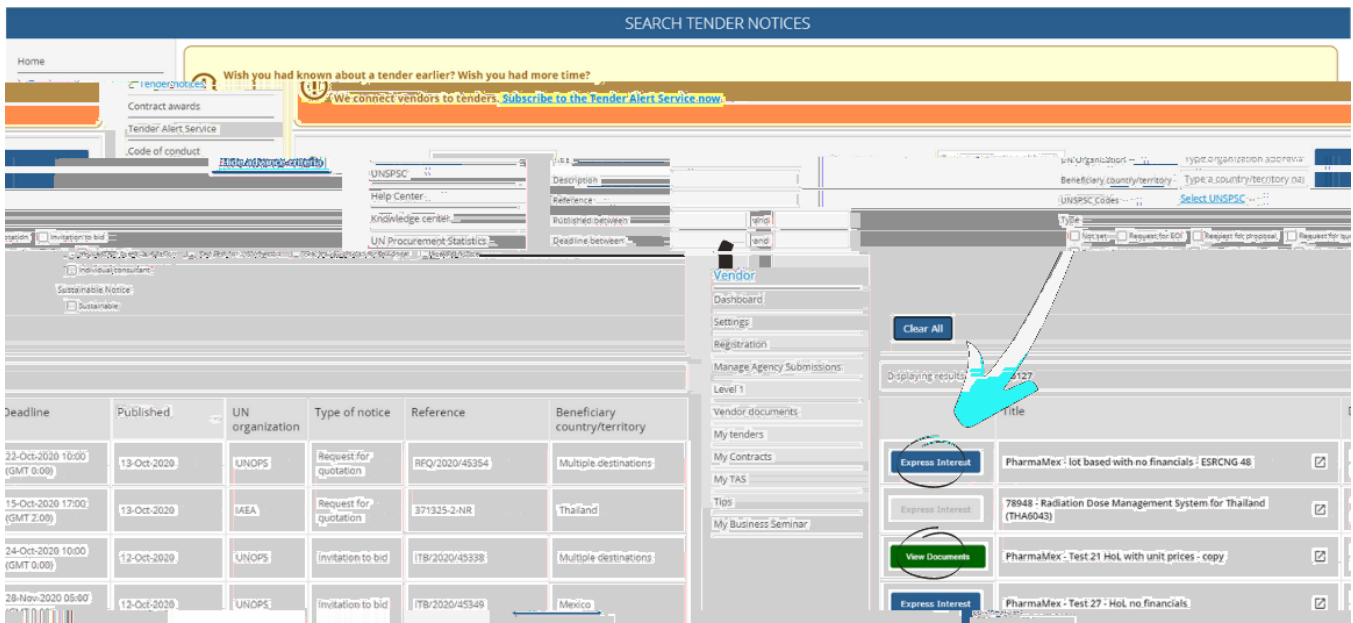 SEARCH TENDER NOTICES
Home
Wish you had known about a tender earlier? Wish you had more time?
We connect vendors to tenders. Subscribe to the Tender Alert Service now.
Tender notices
Contract awards
Tender Alert Service
Code of conduct
UNSPSC
Help Center
Knowledge center
UN Procurement Statistics
Description
Reference
Published between and
Deadline between and
UN Organisation
Beneficiary country/territory Type a country/territory
UNSPSC Codes Select UNSPSC
Type
Not set Request for EOI Request for proposal Request for
Invitation to bid
Individual consultant
Sustainable Notice
Sustainable
Vendor
Dashboard
Settings
Registration
Manage Agency Submissions
Level 1
Vendor documents
My tenders
My Contracts
My TAS
Tips
My Business Seminar
Clear All
Displaying results
Title
Deadline Published UN organization Type of notice Reference Beneficiary country/territory
Express Interest PharmaMex - lot based with no financials - ESRCNG 48
22-Oct-2020 10:00 (GMT 0:00) 13-Oct-2020 UNOPS Request for quotation RFQ/2020/45354 Multiple destinations
Express Interest 78948 - Radiation Dose Management System for Thailand (THA6043)
15-Oct-2020 17:00 (GMT 2:00) 13-Oct-2020 IAEA Request for quotation 371325-2-NR Thailand
View Documents PharmaMex - Test 21 HoL with unit prices - copy
24-Oct-2020 10:00 (GMT 0:00) 12-Oct-2020 UNOPS Invitation to bid ITB/2020/45338 Multiple destinations
Express Interest PharmaMex - Test 27 - HoL no financials
28-Nov-2020 05:00 12-Oct-2020 UNOPS Invitation to bid ITB/2020/45349 Mexico